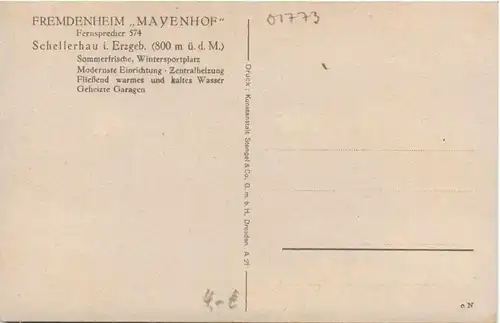 FREMDENHEIM „MAYENHOF“
Fernsprecher 574
Schellerhau i. Erzgeb. (800 m ü. d. M.)
Sommerfrische, Wintersportplatz
Modernste Einrichtung · Zentralheizung
Fließend warmes und kaltes Wasser
Geheizte Garagen
01773
Druck: Kunstanstalt Stengel & Co. G. m. b. H. Dresden. A 21
4,- €
o. N